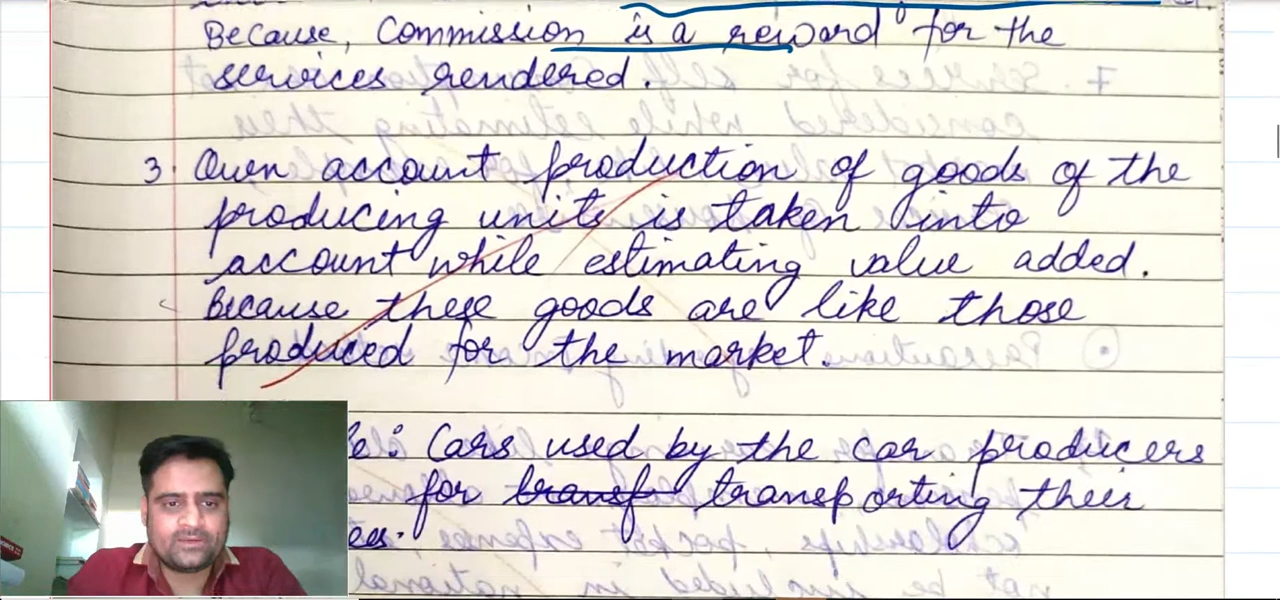 Because, Commission is a reward for the
services rendered.
3. Own account production of goods of the
producing units is taken into
account while estimating value added.
Because these goods are like those
produced for the market.
Cars used by the car producers
for transf transporting their